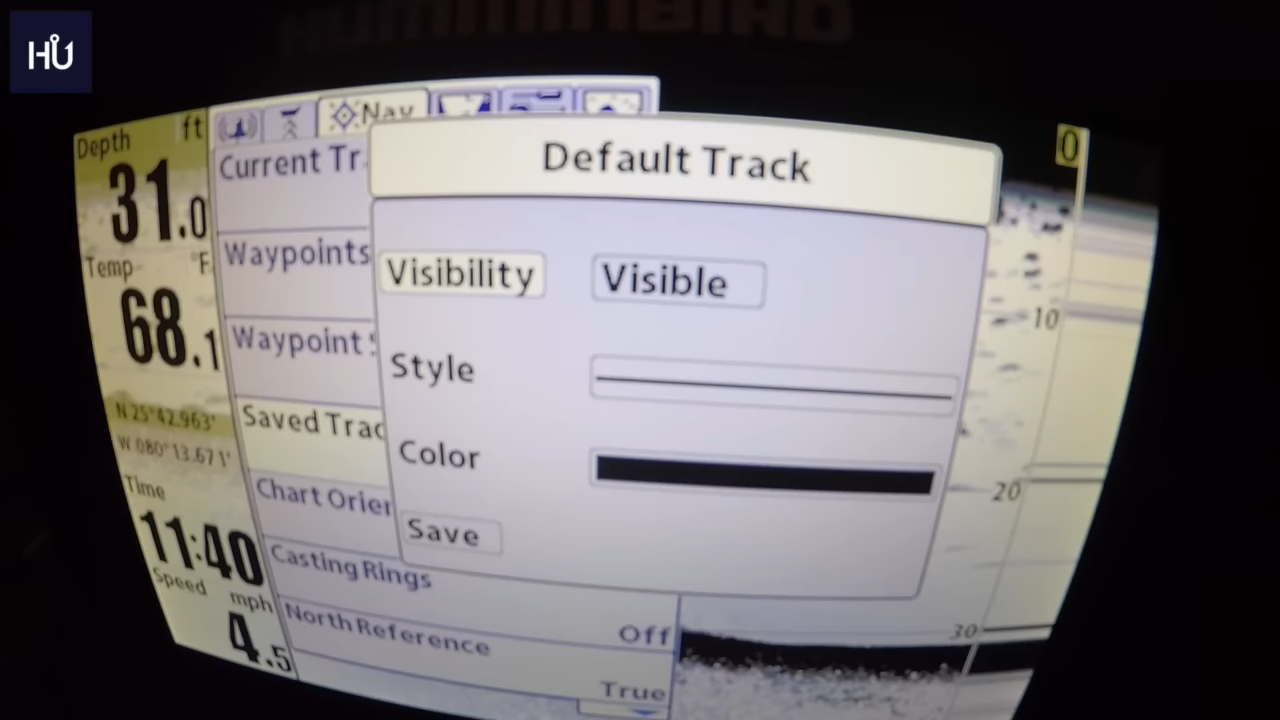 HUMMINBIRD
HU
Nav
Depth ft
31.0
Temp °F
68.1
N 25°42.963'
W 080°13.671'
Time
11:40
Speed mph
4.5
Current Tr
Waypoints
Waypoint
Saved Trac
Chart Orien
Casting Rings
Off
North Reference
True
Default Track
Visibility Visible
Style
Color
Save
0
10
20
30